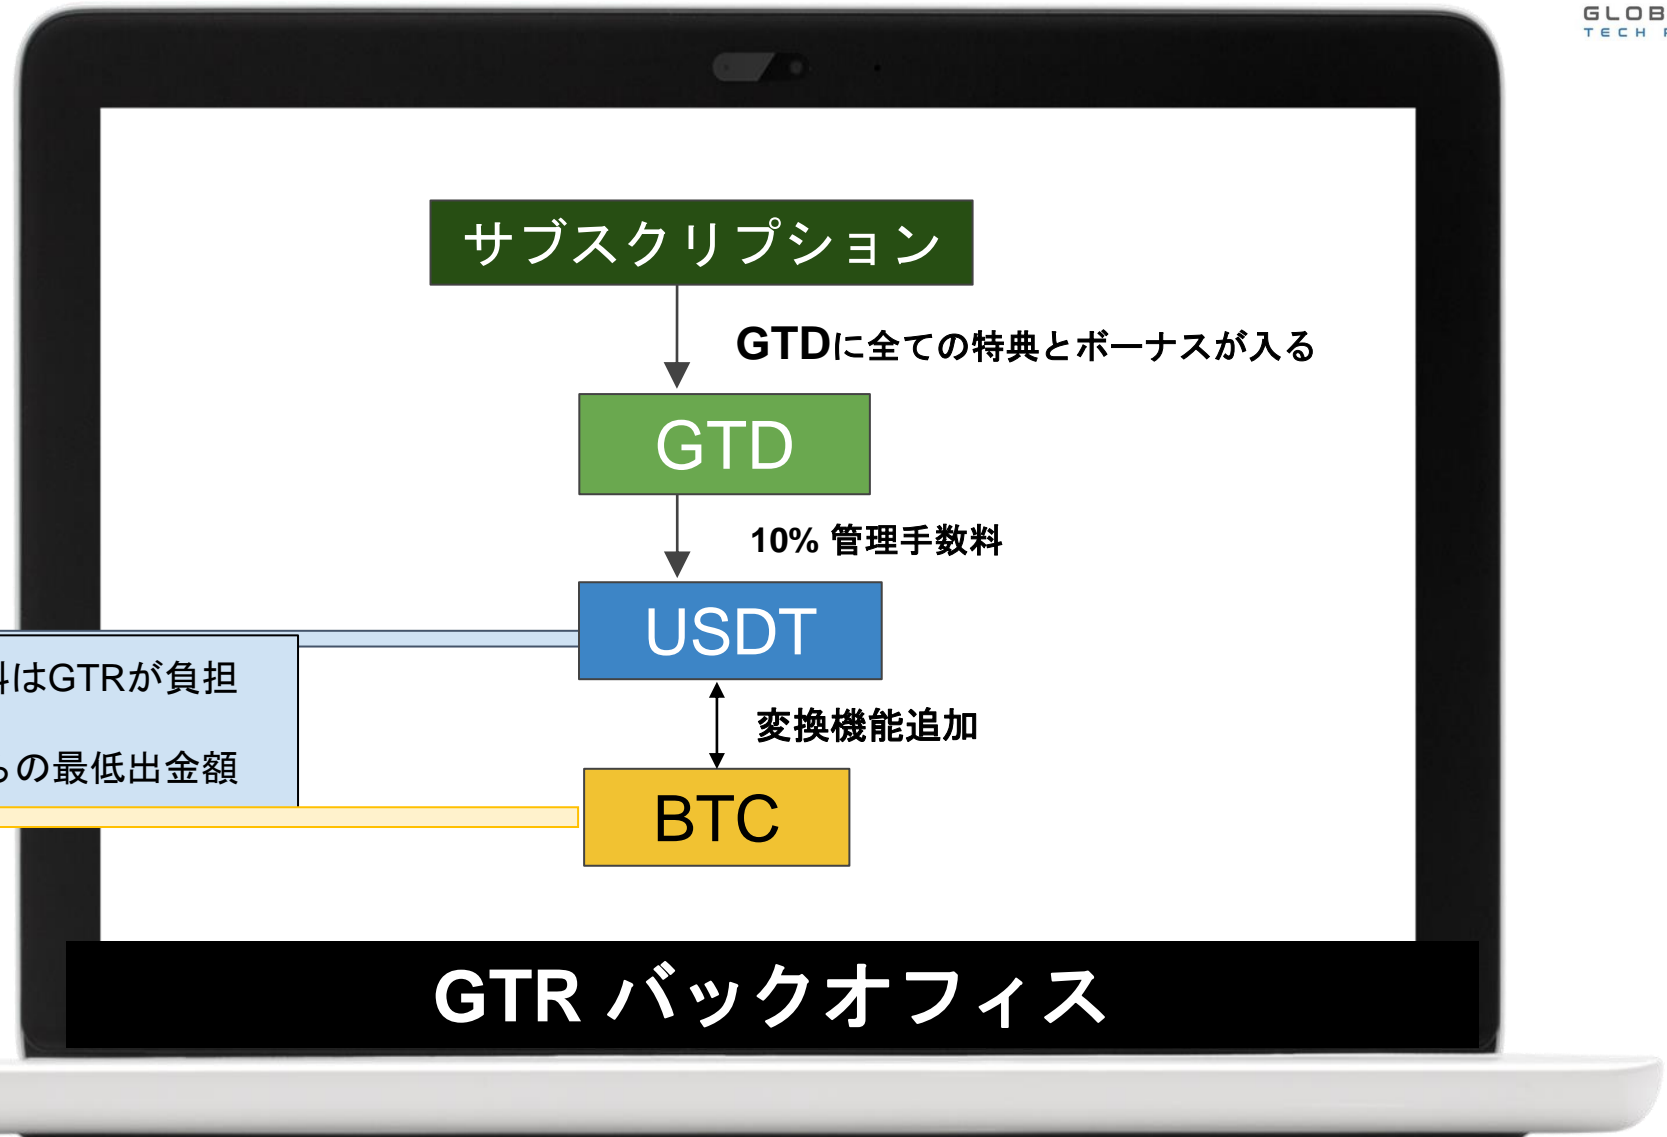 GLOB
TECH
サブスクリプション
GTDに全ての特典とボーナスが入る
GTD
10% 管理手数料
USDT
料はGTRが負担
らの最低出金額
変換機能追加
BTC
GTR バックオフィス